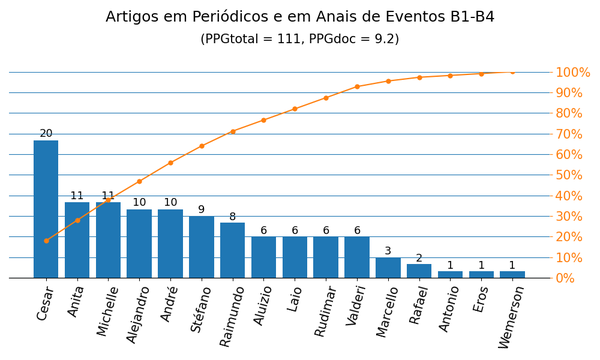 Artigos em Periódicos e em Anais de Eventos B1-B4
(PPGtotal = 111, PPGdoc = 9.2)
100%
90%
80%
70%
60%
50%
40%
30%
20%
10%
0%
20
11
11
10
10
9
8
6
6
6
6
3
2
1
1
1
Cesar
Anita
Michelle
Alejandro
André
Stéfano
Raimundo
Aluizio
Laio
Rudimar
Valderi
Marcello
Rafael
Antonio
Eros
Wemerson